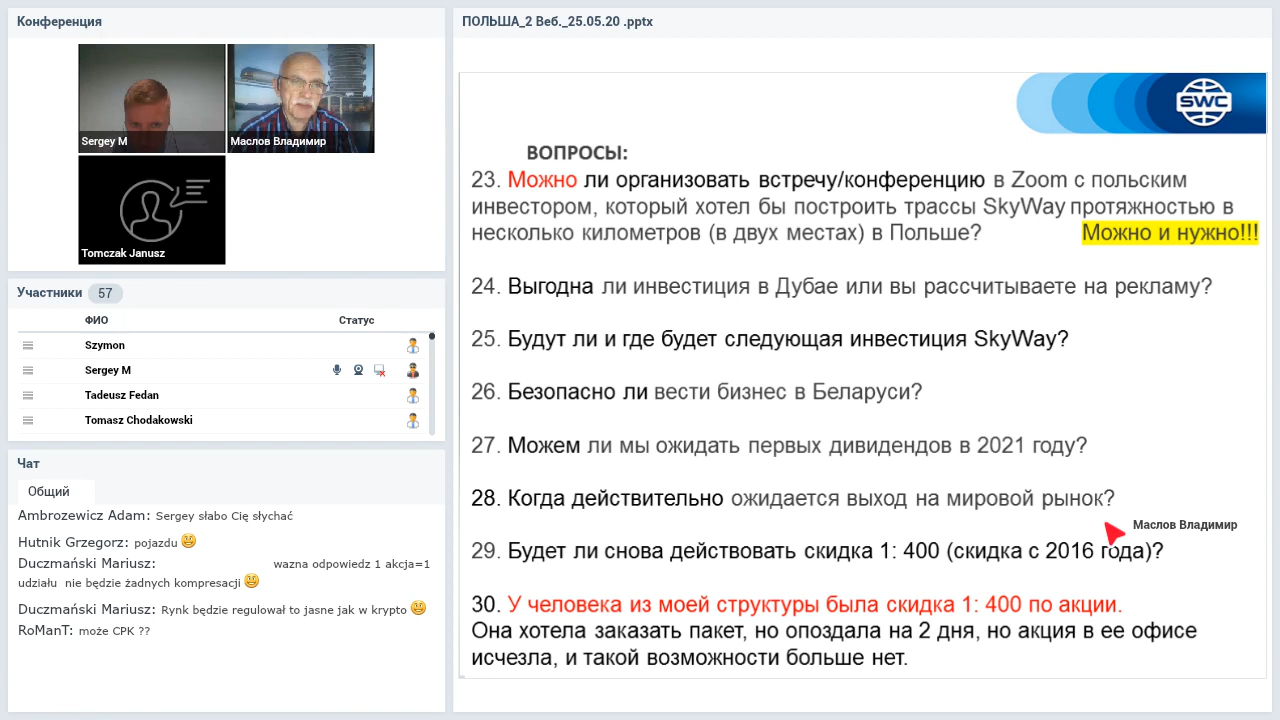 Конференция
Sergey M
Маслов Владимир
Tomczak Janusz
Участники 57
ФИО Статус
Szymon
Sergey M
Tadeusz Fedan
Tomasz Chodakowski
Чат
Общий
Ambrozewicz Adam: Sergey słabo Cię słychać
Hutnik Grzegorz: pojazdu
Duczmański Mariusz: wazna odpowiedz 1 akcja=1
udziału nie będzie żadnych kompresacji
Duczmański Mariusz: Rynk będzie regulował to jasne jak w krypto
RoManT: może CPK ??
ПОЛЬША_2 Веб._25.05.20 .pptx
SWC
ВОПРОСЫ:
23. Можно ли организовать встречу/конференцию в Zoom с польским
инвестором, который хотел бы построить трассы SkyWay протяжностью в
несколько километров (в двух местах) в Польше? Можно и нужно!!!
24. Выгодна ли инвестиция в Дубае или вы рассчитываете на рекламу?
25. Будут ли и где будет следующая инвестиция SkyWay?
26. Безопасно ли вести бизнес в Беларуси?
27. Можем ли мы ожидать первых дивидендов в 2021 году?
28. Когда действительно ожидается выход на мировой рынок?
Маслов Владимир
29. Будет ли снова действовать скидка 1: 400 (скидка с 2016 года)?
30. У человека из моей структуры была скидка 1: 400 по акции.
Она хотела заказать пакет, но опоздала на 2 дня, но акция в ее офисе
исчезла, и такой возможности больше нет.